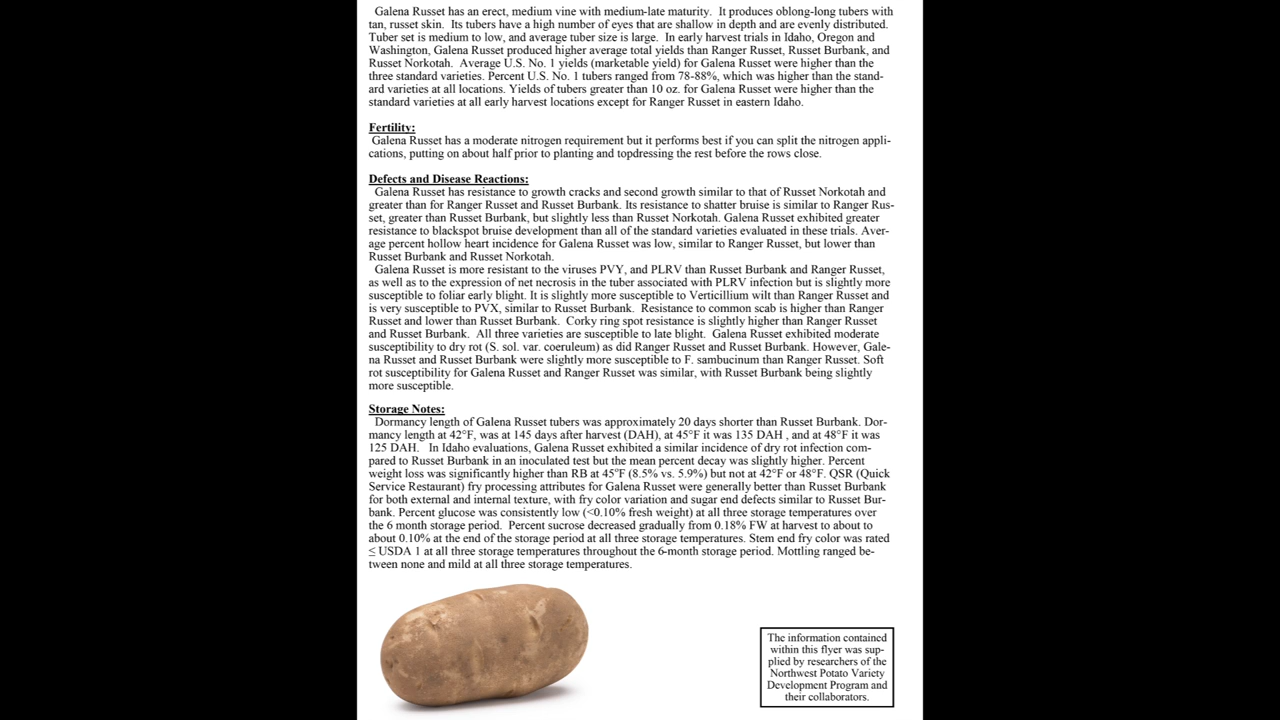 Galena Russet has an erect, medium vine with medium-late maturity. It produces oblong-long tubers with
tan, russet skin. Its tubers have a high number of eyes that are shallow in depth and are evenly distributed.
Tuber set is medium to low, and average tuber size is large. In early harvest trials in Idaho, Oregon and
Washington, Galena Russet produced higher average total yields than Ranger Russet, Russet Burbank, and
Russet Norkotah. Average U.S. No. 1 yields (marketable yield) for Galena Russet were higher than the
three standard varieties. Percent U.S. No. 1 tubers ranged from 78-88%, which was higher than the stand-
ard varieties at all locations. Yields of tubers greater than 10 oz. for Galena Russet were higher than the
standard varieties at all early harvest locations except for Ranger Russet in eastern Idaho.
Fertility:
Galena Russet has a moderate nitrogen requirement but it performs best if you can split the nitrogen appli-
cations, putting on about half prior to planting and topdressing the rest before the rows close.
Defects and Disease Reactions:
Galena Russet has resistance to growth cracks and second growth similar to that of Russet Norkotah and
greater than for Ranger Russet and Russet Burbank. Its resistance to shatter bruise is similar to Ranger Rus-
set, greater than Russet Burbank, but slightly less than Russet Norkotah. Galena Russet exhibited greater
resistance to blackspot bruise development than all of the standard varieties evaluated in these trials. Aver-
age percent hollow heart incidence for Galena Russet was low, similar to Ranger Russet, but lower than
Russet Burbank and Russet Norkotah.
Galena Russet is more resistant to the viruses PVY, and PLRV than Russet Burbank and Ranger Russet,
as well as to the expression of net necrosis in the tuber associated with PLRV infection but is slightly more
susceptible to foliar early blight. It is slightly more susceptible to Verticillium wilt than Ranger Russet and
is very susceptible to PVX, similar to Russet Burbank. Resistance to common scab is higher than Ranger
Russet and lower than Russet Burbank. Corky ring spot resistance is slightly higher than Ranger Russet
and Russet Burbank. All three varieties are susceptible to late blight. Galena Russet exhibited moderate
susceptibility to dry rot (S. sol. var. coeruleum) as did Ranger Russet and Russet Burbank. However, Gale-
na Russet and Russet Burbank were slightly more susceptible to F. sambucinum than Ranger Russet. Soft
rot susceptibility for Galena Russet and Ranger Russet was similar, with Russet Burbank being slightly
more susceptible.
Storage Notes:
Dormancy length of Galena Russet tubers was approximately 20 days shorter than Russet Burbank. Dor-
mancy length at 42°F, was at 145 days after harvest (DAH), at 45°F it was 135 DAH , and at 48°F it was
125 DAH. In Idaho evaluations, Galena Russet exhibited a similar incidence of dry rot infection com-
pared to Russet Burbank in an inoculated test but the mean percent decay was slightly higher. Percent
weight loss was significantly higher than RB at 45°F (8.5% vs. 5.9%) but not at 42°F or 48°F. QSR (Quick
Service Restaurant) fry processing attributes for Galena Russet were generally better than Russet Burbank
for both external and internal texture, with fry color variation and sugar end defects similar to Russet Bur-
bank. Percent glucose was consistently low (<0.10% fresh weight) at all three storage temperatures over
the 6 month storage period. Percent sucrose decreased gradually from 0.18% FW at harvest to about to
about 0.10% at the end of the storage period at all three storage temperatures. Stem end fry color was rated
≤ USDA 1 at all three storage temperatures throughout the 6-month storage period. Mottling ranged be-
tween none and mild at all three storage temperatures.
The information contained
within this flyer was sup-
plied by researchers of the
Northwest Potato Variety
Development Program and
their collaborators.